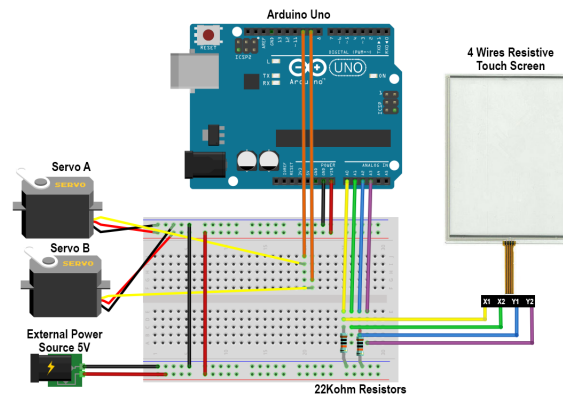 Arduino Uno
4 Wires Resistive
Touch Screen
RESET
ICSP2
L
TX
RX
Arduino
UNO
ON
ICSP
DIGITAL (PWM~)
POWER
ANALOG IN
Servo A
SERVO
Servo B
SERVO
External Power
Source 5V
X1 X2 Y1 Y2
22Kohm Resistors